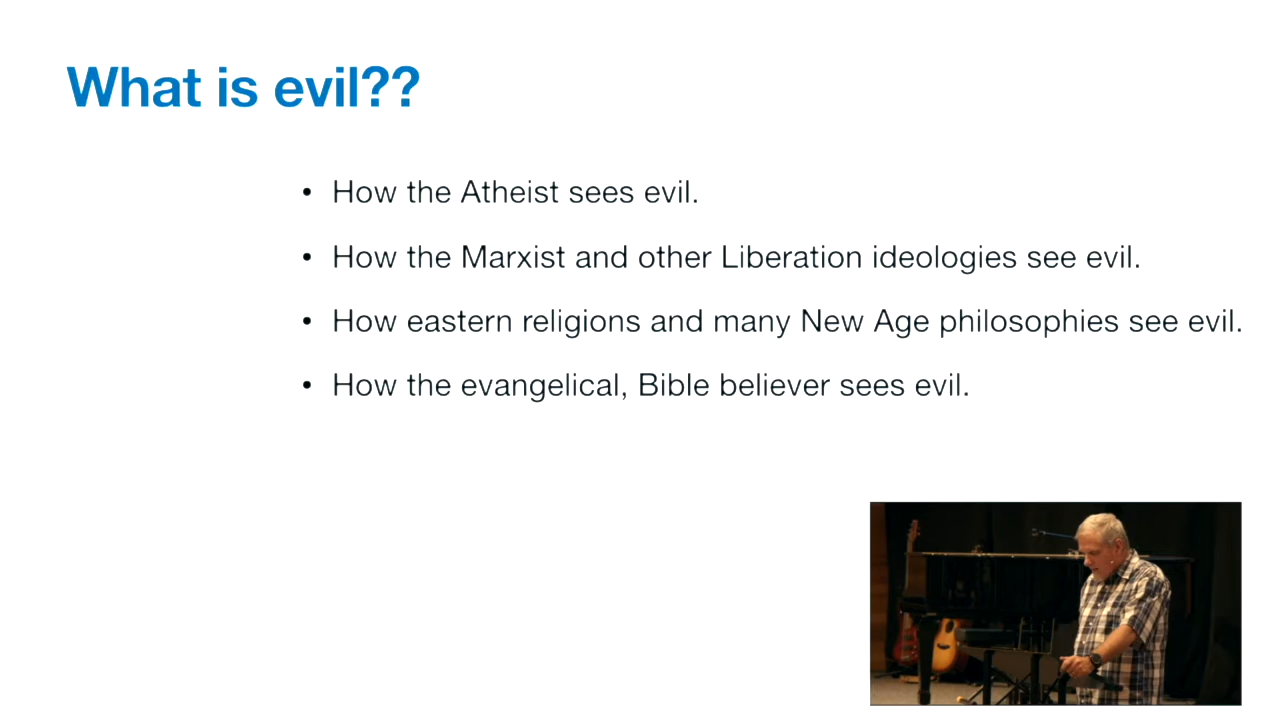 What is evil??
• How the Atheist sees evil.
• How the Marxist and other Liberation ideologies see evil.
• How eastern religions and many New Age philosophies see evil.
• How the evangelical, Bible believer sees evil.